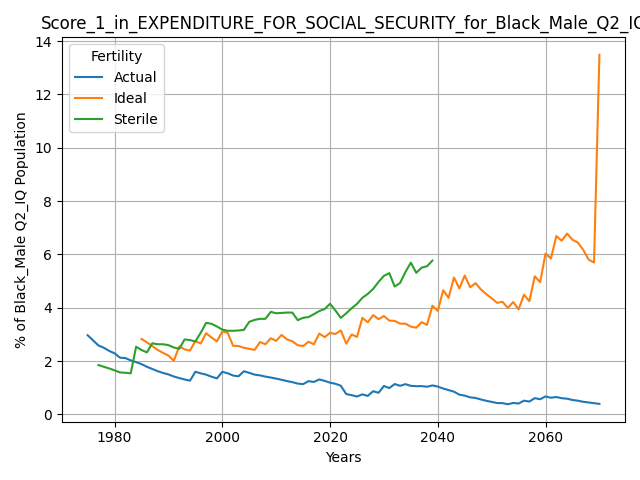 Score_1_in_EXPENDITURE_FOR_SOCIAL_SECURITY_for_Black_Male_Q2_IQ
Fertility
Actual
Ideal
Sterile
% of Black_Male Q2_IQ Population
14
12
10
8
6
4
2
0
1980 2000 2020 2040 2060
Years